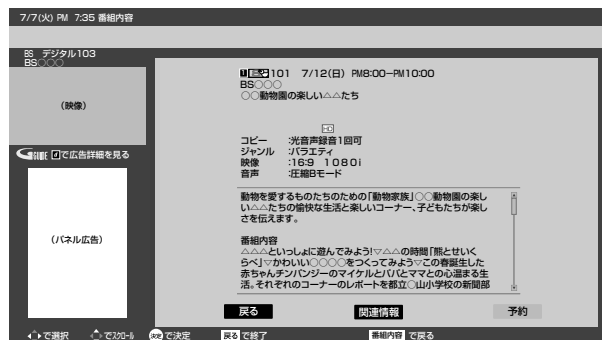 7/7(火) PM 7:35 番組内容
BS デジタル103
BS○○○
(映像)
GUIDE dで広告詳細を見る
(パネル広告)
101 7/12(日) PM8:00-PM10:00
BS○○○
○○動物園の楽しい△△たち
HD
コピー :光音声録音1回可
ジャンル :バラエティ
映像 :16:9 1080i
音声 :圧縮Bモード
動物を愛するものたちのための「動物家族」○○動物園の楽し
い△△たちの愉快な生活と楽しいコーナー、子どもたちが楽し
さを伝えます。
番組内容
△△△といっしょに遊んでみよう!▽△△の時間「熊とせいく
らべ」▽かわいい○○○○をつくってみよう▽この春誕生した
赤ちゃんチンパンジーのマイケルとパパとママとの心温まる生
活。それぞれのコーナーのレポートを都立○山小学校の新聞部
戻る 関連情報 予約
で選択 でスクロール 決定 で決定 戻る で終了 番組内容 で戻る